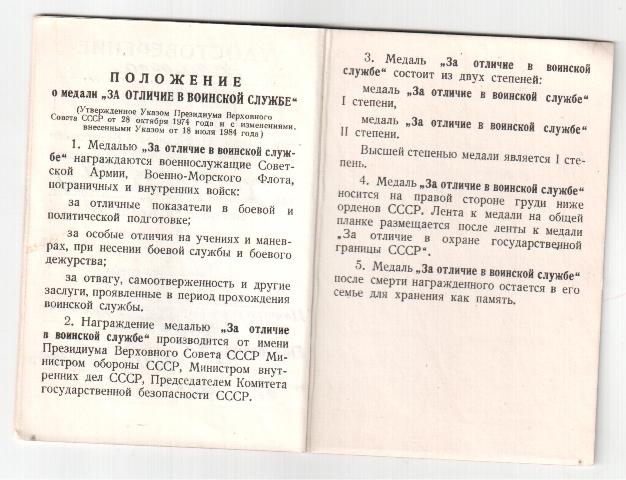 ПОЛОЖЕНИЕ
о медали „ЗА ОТЛИЧИЕ В ВОИНСКОЙ СЛУЖБЕ“
(Утвержденное Указом Президиума Верховного
Совета СССР от 28 октября 1974 года и с изменениями,
внесенными Указом от 18 июля 1984 года)
1. Медалью „За отличие в воинской служ-
бе“ награждаются военнослужащие Совет-
ской Армии, Военно-Морского Флота,
пограничных и внутренних войск:
за отличные показатели в боевой и
политической подготовке;
за особые отличия на учениях и манев-
рах, при несении боевой службы и боевого
дежурства;
за отвагу, самоотверженность и другие
заслуги, проявленные в период прохождения
воинской службы.
2. Награждение медалью „За отличие
в воинской службе“ производится от имени
Президиума Верховного Совета СССР Ми-
нистром обороны СССР, Министром внут-
ренних дел СССР, Председателем Комитета
государственной безопасности СССР.
3. Медаль „За отличие в воинской
службе“ состоит из двух степеней:
медаль „За отличие в воинской службе“
I степени,
медаль „За отличие в воинской службе“
II степени.
Высшей степенью медали является I сте-
пень.
4. Медаль „За отличие в воинской службе“
носится на правой стороне груди ниже
орденов СССР. Лента к медали на общей
планке размещается после ленты к медали
„За отличие в охране государственной
границы СССР“.
5. Медаль „За отличие в воинской службе“
после смерти награжденного остается в его
семье для хранения как память.